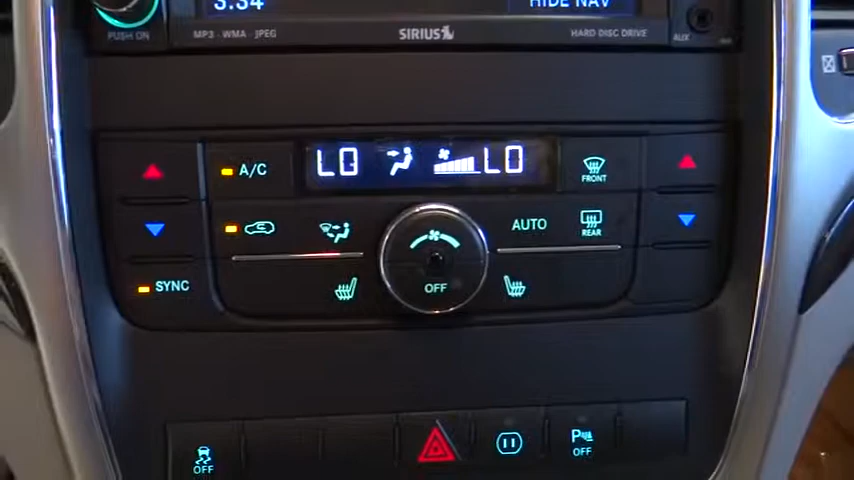 3:34
HIDE NAV
PUSH ON
MP3 · WMA
JPEG
SIRIUS
HARD DISC DRIVE
AUX
LO
LO
A/C
FRONT
AUTO
REAR
SYNC
OFF
OFF
OFF